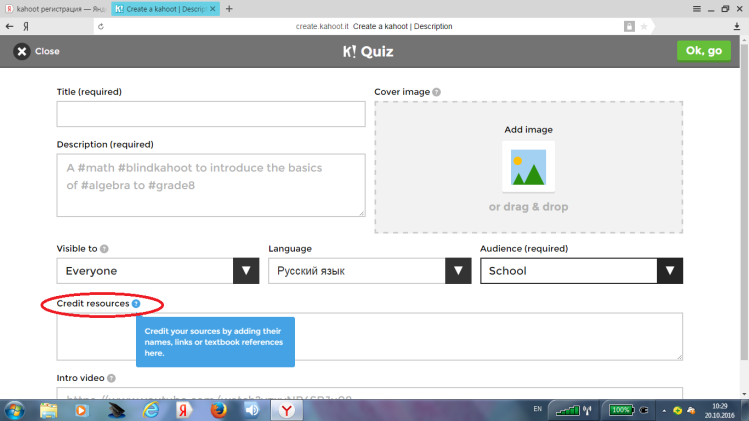 kahoot регистрация — Янд
K! Create a kahoot | Descrip
Я
create.kahoot.it Create a kahoot | Description
Close
K! Quiz
Ok, go
Title (required)
Cover image
Description (required)
A #math #blindkahoot to introduce the basics
of #algebra to #grade8
Add image
or drag & drop
Visible to
Language
Audience (required)
Everyone
Русский язык
School
Credit resources
Credit your sources by adding their
names, links or textbook references
here.
Intro video
EN
100%
10:29
20.10.2016